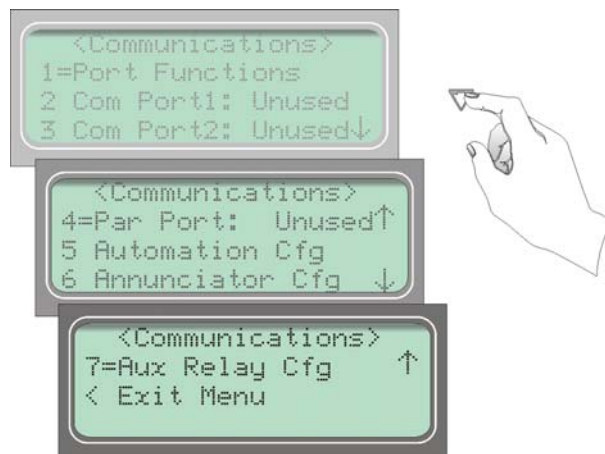 <Communications>
1=Port Functions
2 Com Port1: Unused
3 Com Port2: Unused↓
<Communications>
4=Par Port: Unused↑
5 Automation Cfg
6 Annunciator Cfg ↓
<Communications>
7=Aux Relay Cfg ↑
< Exit Menu